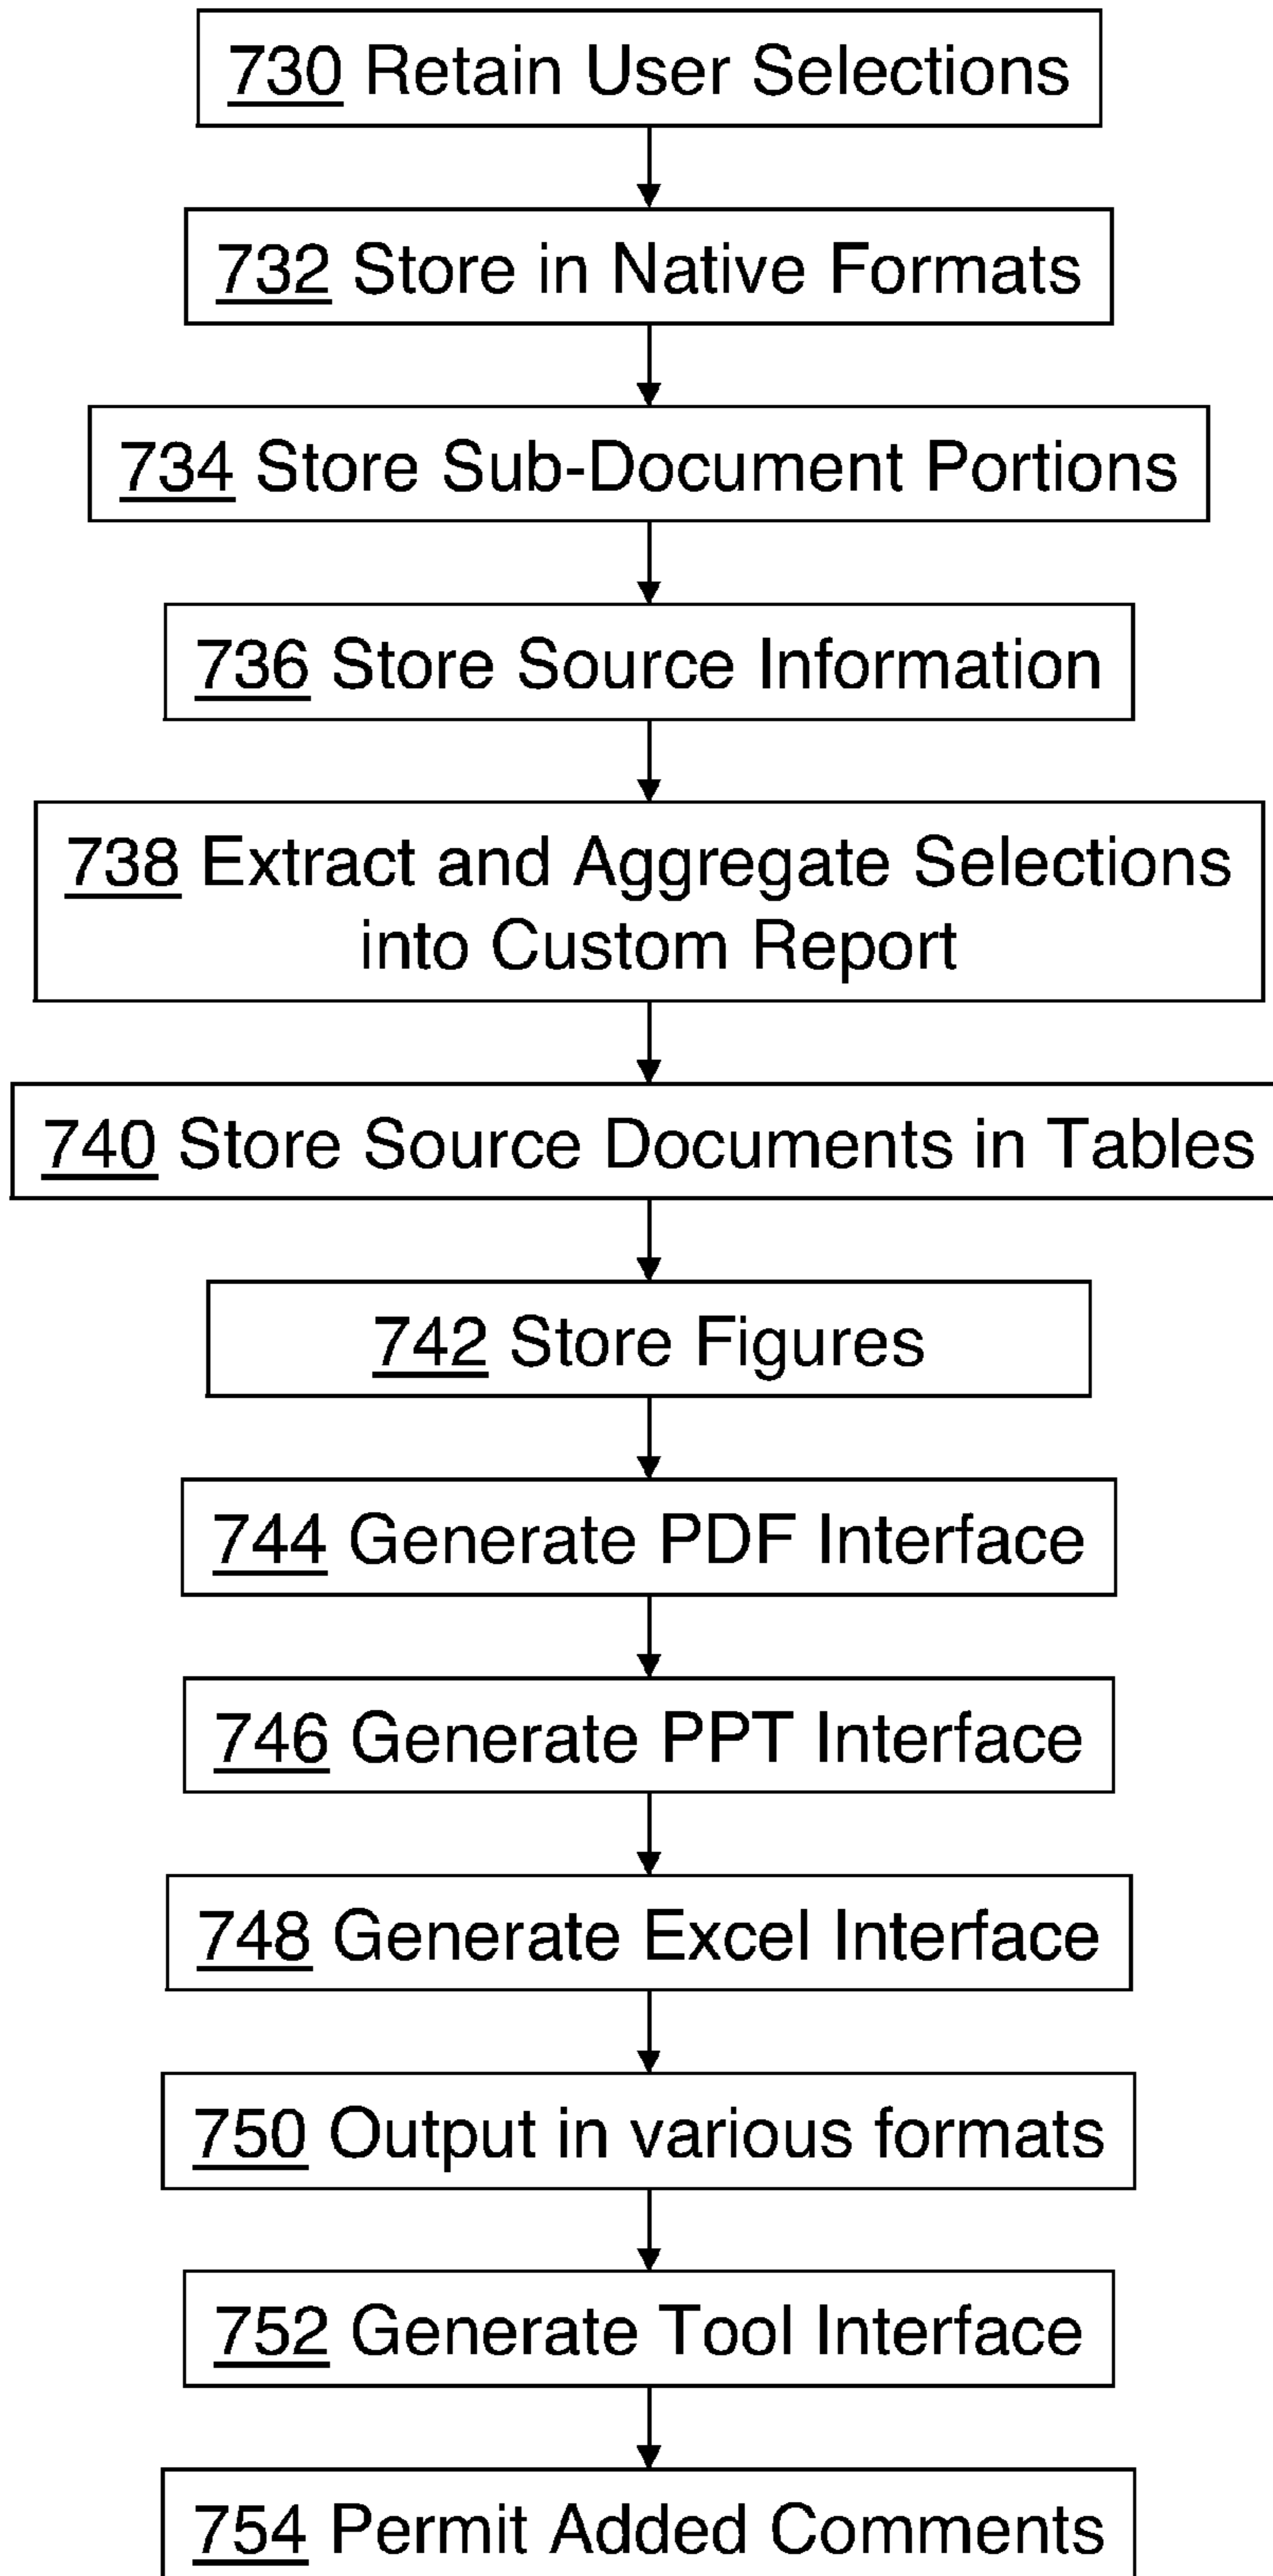 730 Retain User Selections
732 Store in Native Formats
734 Store Sub-Document Portions
736 Store Source Information
738 Extract and Aggregate Selections
into Custom Report
740 Store Source Documents in Tables
742 Store Figures
744 Generate PDF Interface
746 Generate PPT Interface
748 Generate Excel Interface
750 Output in various formats
752 Generate Tool Interface
754 Permit Added Comments